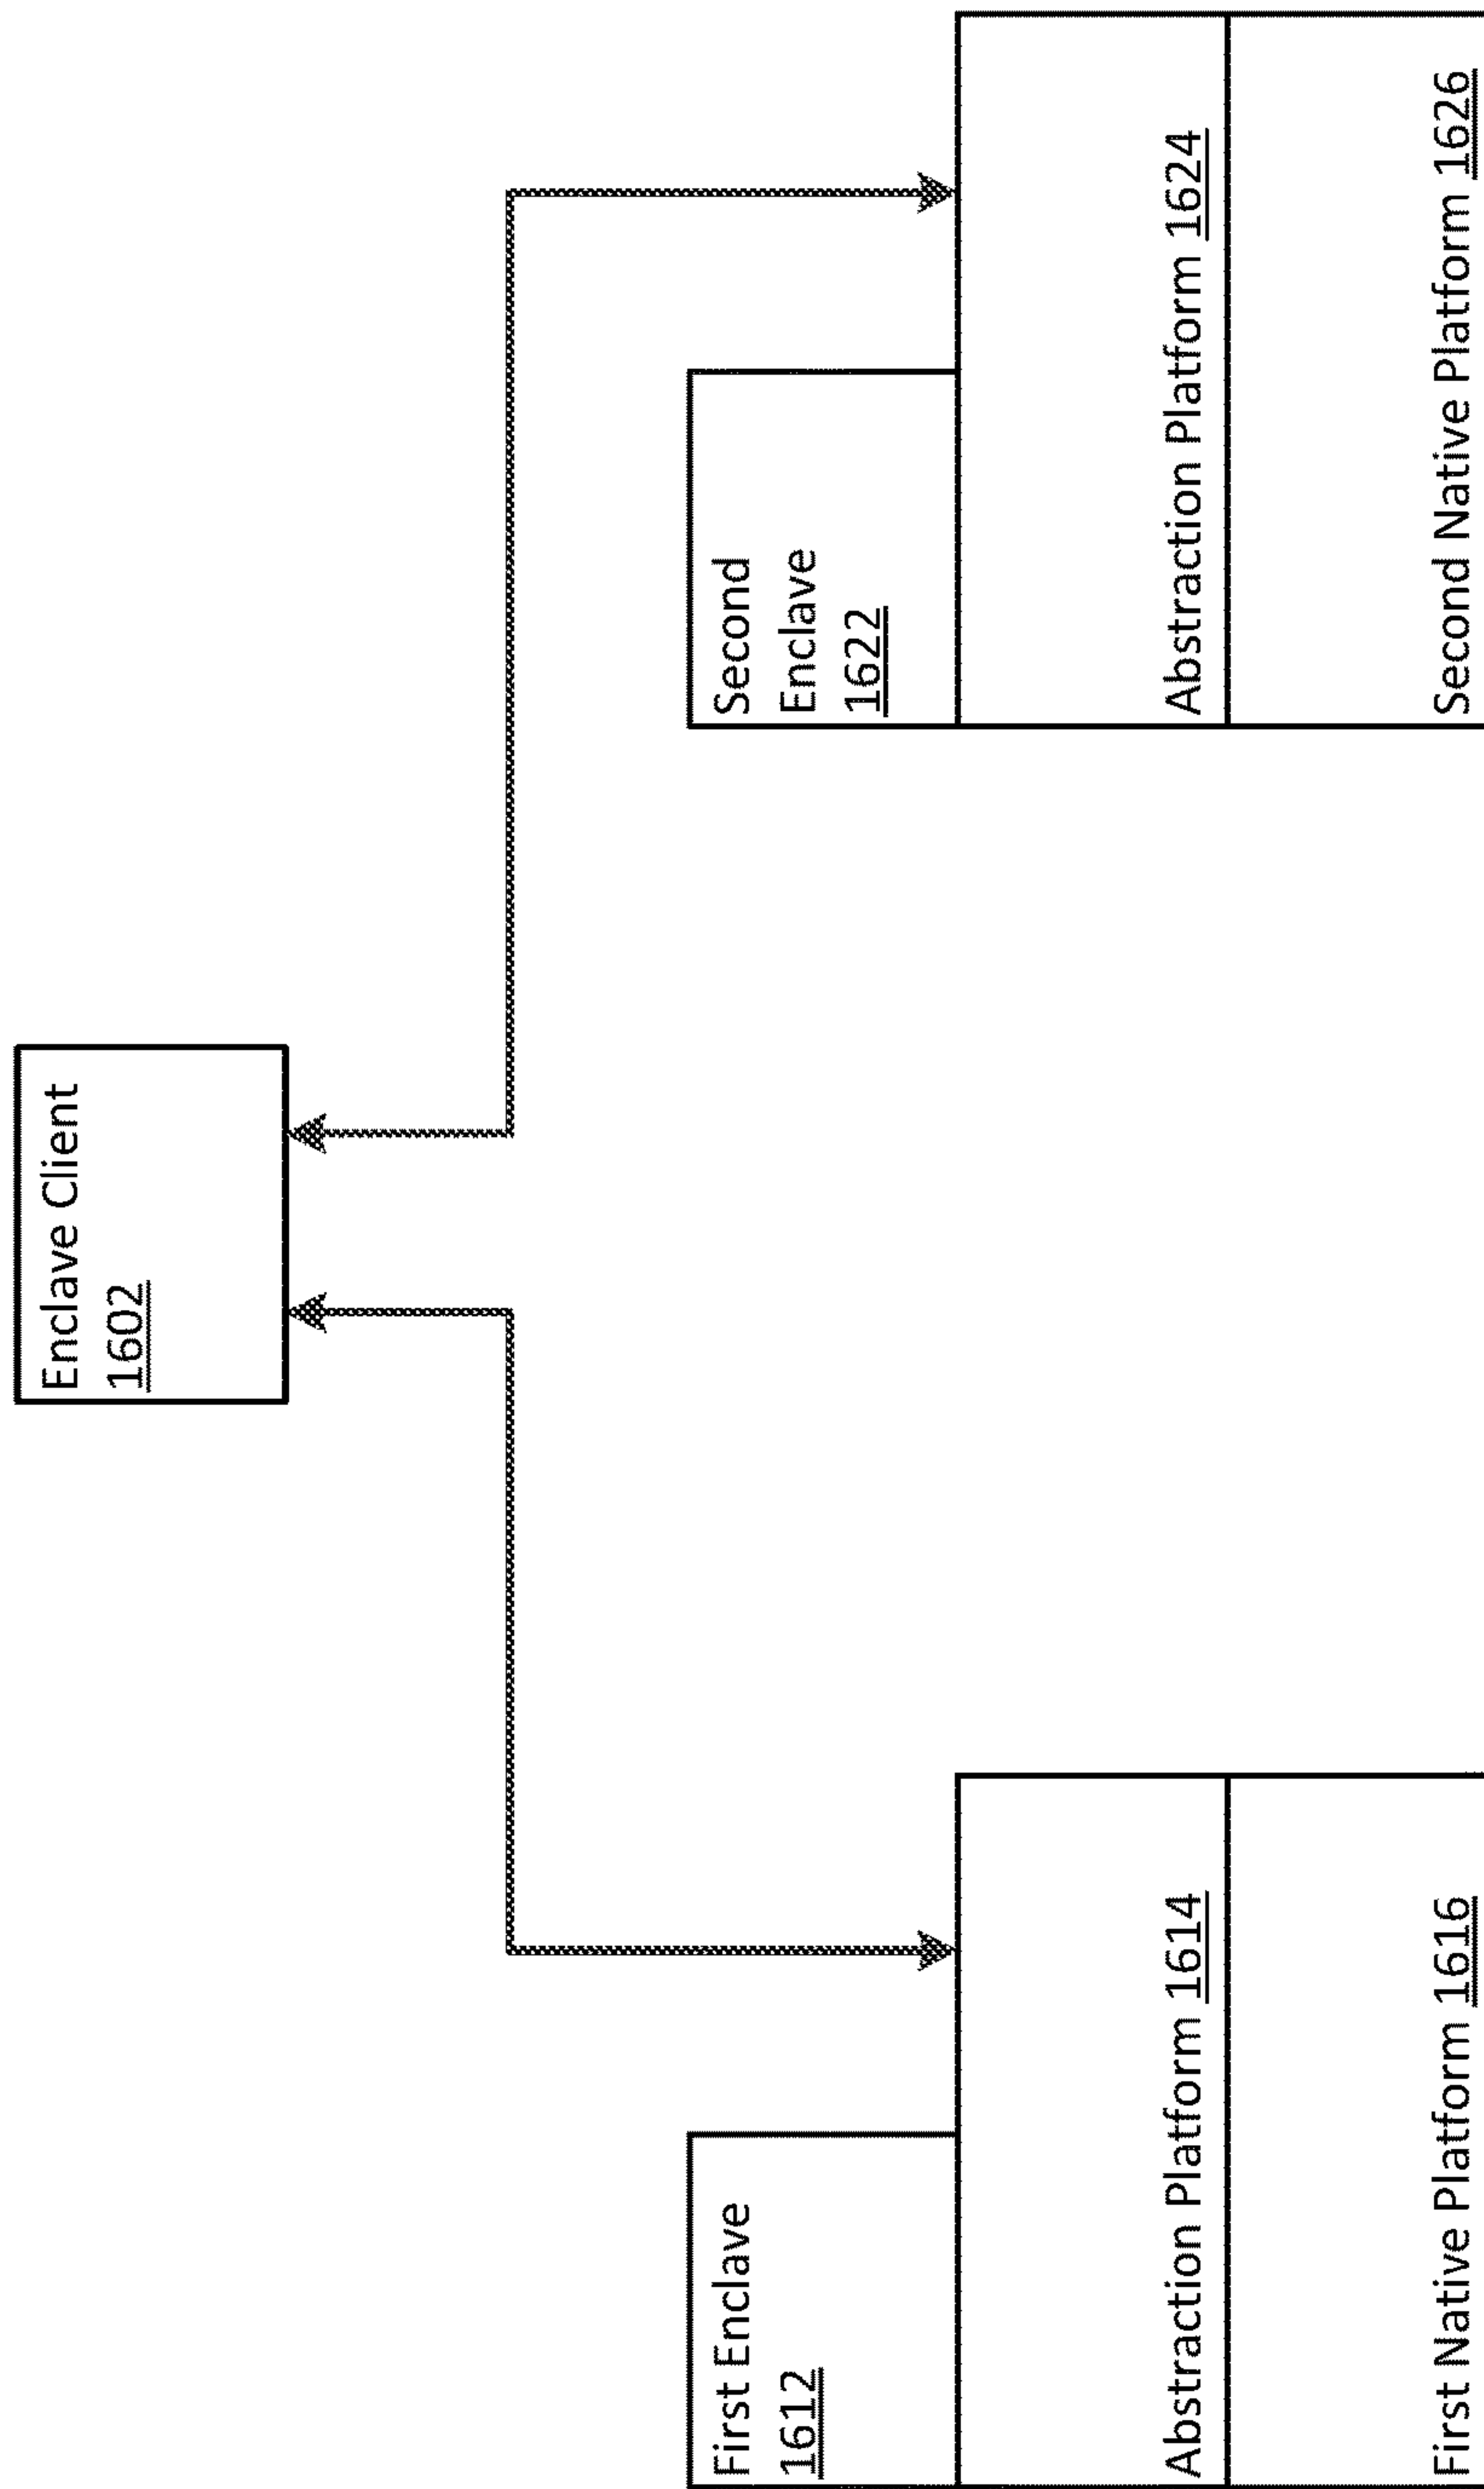 Enclave Client
1602
First Enclave
1612
Abstraction Platform 1614
First Native Platform 1616
Second
Enclave
1622
Abstraction Platform 1624
Second Native Platform 1626